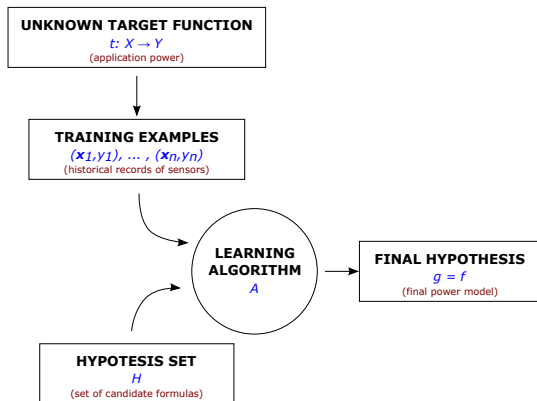 UNKNOWN TARGET FUNCTION
t: X → Y
(application power)
TRAINING EXAMPLES
(x1,y1), ... , (xn,yn)
(historical records of sensors)
LEARNING
ALGORITHM
A
FINAL HYPOTHESIS
g = f
(final power model)
HYPOTESIS SET
H
(set of candidate formulas)